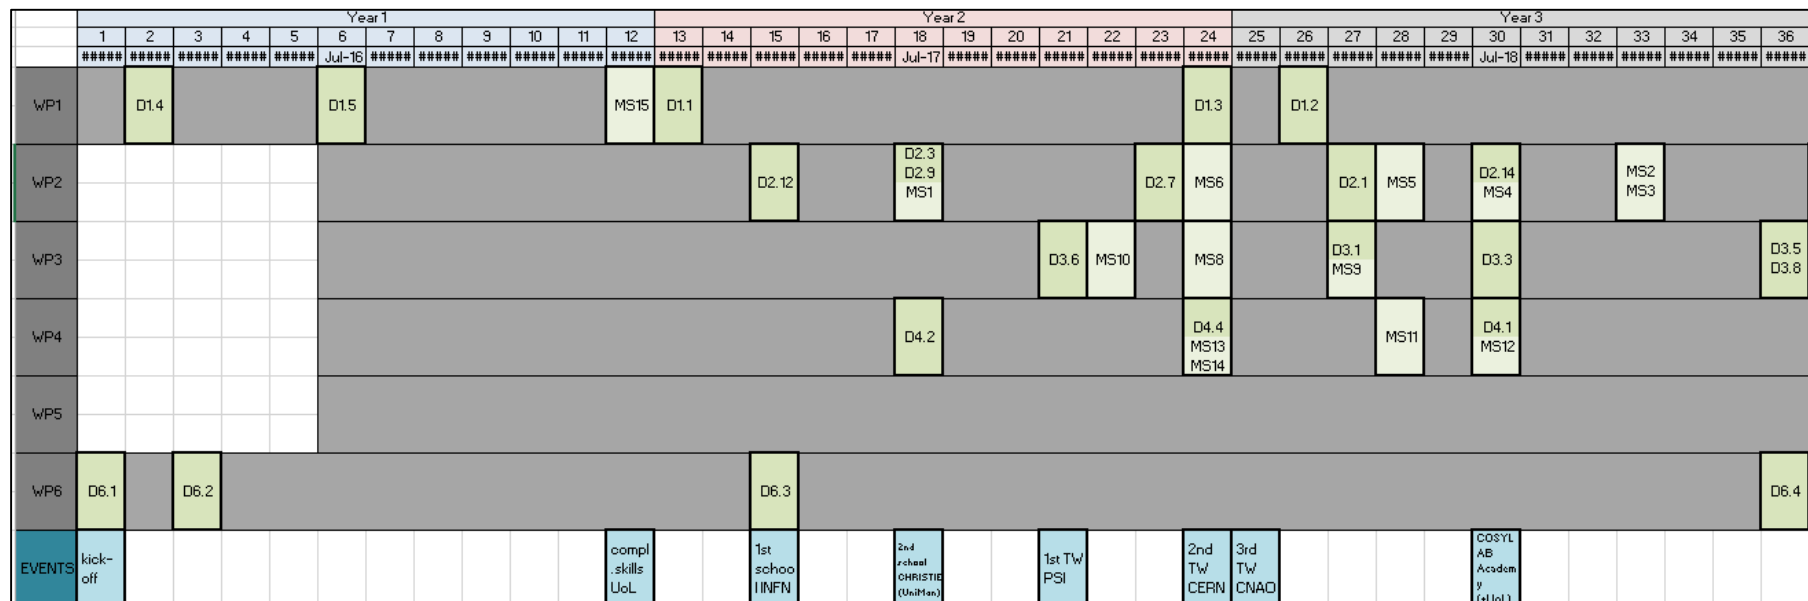 Year 1 Year 2 Year 3
1 2 3 4 5 6 7 8 9 10 11 12 13 14 15 16 17 18 19 20 21 22 23 24 25 26 27 28 29 30 31 32 33 34 35 36
##### ##### ##### ##### ##### Jul-16 ##### ##### ##### ##### ##### ##### ##### ##### ##### ##### ##### Jul-17 ##### ##### ##### ##### ##### ##### ##### ##### ##### ##### ##### Jul-18 ##### ##### ##### ##### ##### #####
WP1 D1.4 D1.5 MS15 D1.1 D1.3 D1.2
WP2 D2.12 D2.3 D2.7 MS6 D2.1 MS5 D2.14 MS2
D2.9 MS4 MS3
MS1
WP3 D3.6 MS10 MS8 D3.1 D3.3 D3.5
MS9 D3.8
WP4 D4.2 D4.4 MS11 D4.1
MS13 MS12
MS14
WP5
WP6 D6.1 D6.2 D6.3 D6.4
EVENTS kick- compl 1st 2nd 1st TW 2nd 3rd COSYL
off .skills schoo school PSI TW TW AB
UoL l INFN CHRISTIE CERN CNAO Academ
(UniMan) y
(+UoL)